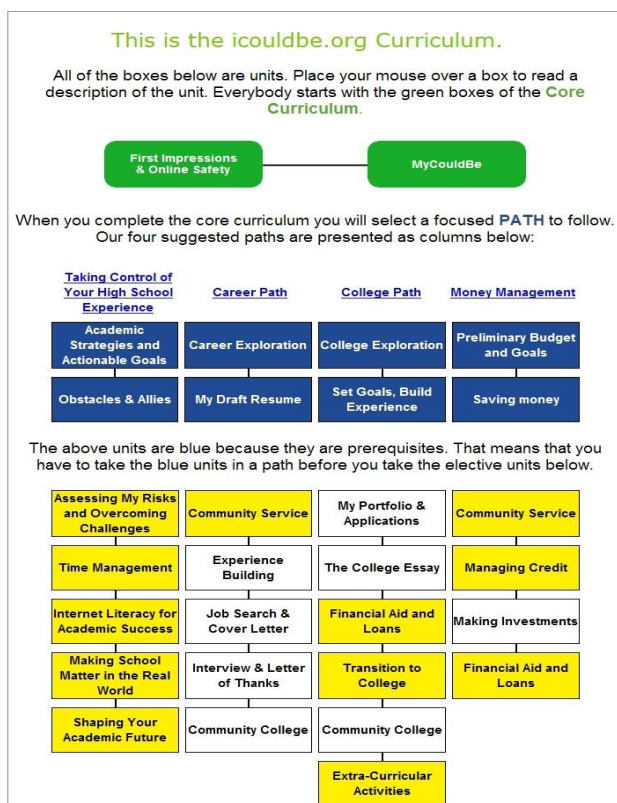 This is the icouldbe.org Curriculum.
All of the boxes below are units. Place your mouse over a box to read a
description of the unit. Everybody starts with the green boxes of the Core
Curriculum.
First Impressions
& Online Safety
MyCouldBe
When you complete the core curriculum you will select a focused PATH to follow.
Our four suggested paths are presented as columns below:
Taking Control of
Your High School
Experience
Career Path
College Path
Money Management
Academic
Strategies and
Actionable Goals
Career Exploration
College Exploration
Preliminary Budget
and Goals
Obstacles & Allies
My Draft Resume
Set Goals, Build
Experience
Saving money
The above units are blue because they are prerequisites. That means that you
have to take the blue units in a path before you take the elective units below.
Assessing My Risks
and Overcoming
Challenges
Community Service
My Portfolio &
Applications
Community Service
Time Management
Experience
Building
The College Essay
Managing Credit
Internet Literacy for
Academic Success
Job Search &
Cover Letter
Financial Aid and
Loans
Making Investments
Making School
Matter in the Real
World
Interview & Letter
of Thanks
Transition to
College
Financial Aid and
Loans
Shaping Your
Academic Future
Community College
Community College
Extra-Curricular
Activities